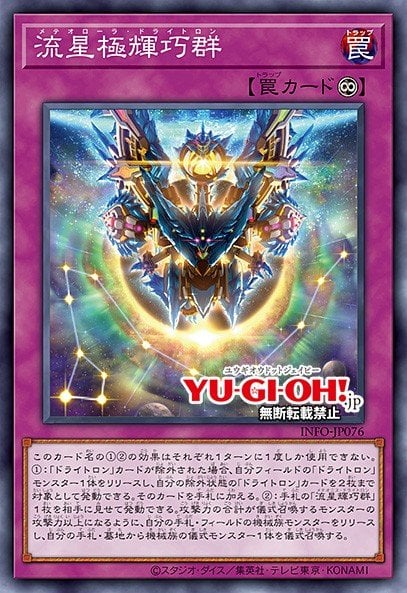 メテオローラ・ドライトロン
流星極輝巧群
トラップ
罠
トラップ
【罠カード】
ユウギオウドットジェイピー
YU-GI-OH!.jp
無断転載禁止
INFO-JP076
このカード名の①②の効果はそれぞれ1ターンに1度しか使用できない。
①:「ドライトロン」カードが除外された場合、自分フィールドの「ドライトロン」
モンスター1体をリリースし、自分の除外状態の「ドライトロン」カードを2枚まで
対象として発動できる。そのカードを手札に加える。②:手札の「流星輝巧群」
1枚を相手に見せて発動できる。攻撃力の合計が儀式召喚するモンスターの
攻撃力以上になるように、自分の手札・フィールドの機械族モンスターをリリース
し、自分の手札・墓地から機械族の儀式モンスター1体を儀式召喚する。
©スタジオ・ダイス/集英社・テレビ東京・KONAMI